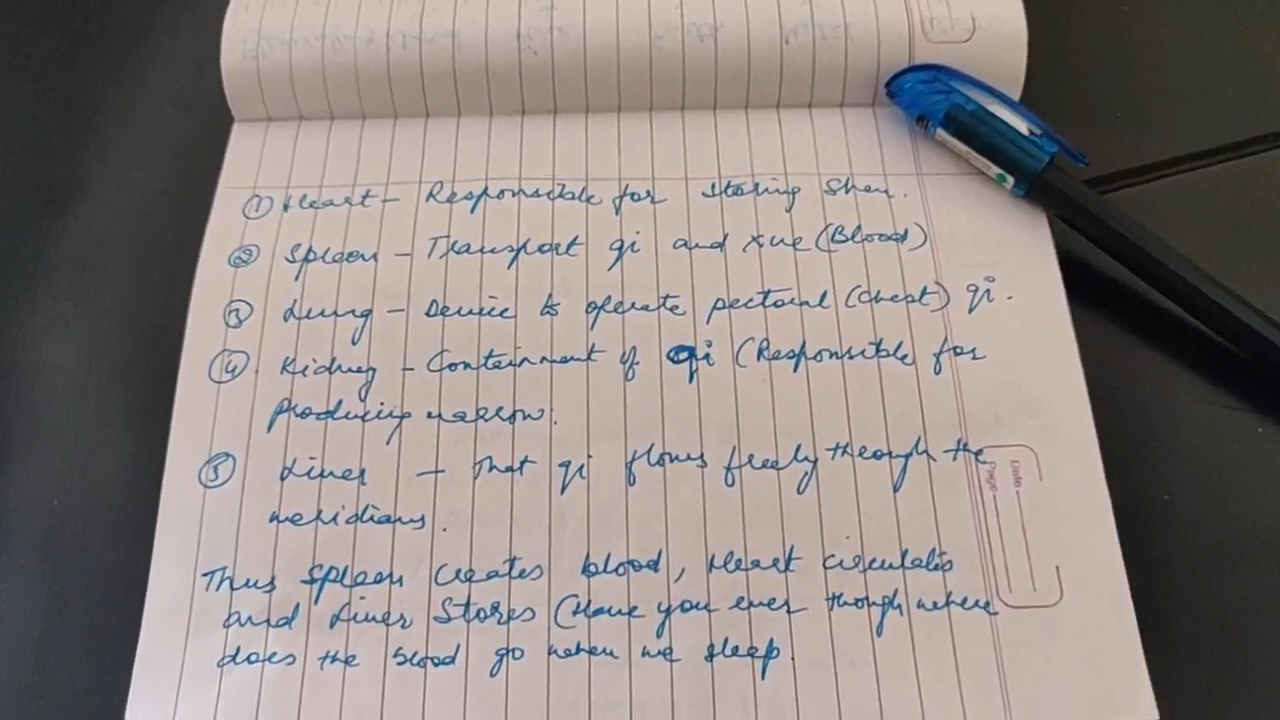 ① Heart - Responsible for storing Shen.
② Spleen - Transport qi and xue (Blood)
③ Lung - Device to operate pectoral (chest) qi.
④ Kidney - Containment of qi (Responsible for
Producing marrow.
⑤ Liver - That qi flows freely through the
meridians.
Thus Spleen creates blood, Heart circulates
and Liver Stores (Have you ever though where
does the blood go when we sleep.
Date
Page